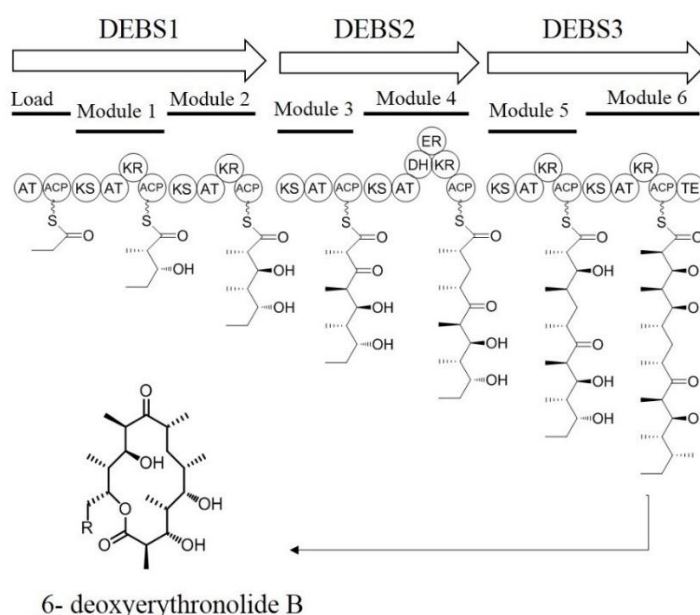 DEBS1 DEBS2 DEBS3
Load Module 1 Module 2 Module 3 Module 4 Module 5 Module 6
ER
KR KR DH KR KR KR
AT ACP KS AT ACP KS AT ACP KS AT ACP KS AT ACP KS AT ACP KS AT ACP TE
S S S S S S
O O O O O O
OH OH O OH O
OH OH O O
OH OH O
OH OH O
OH O
O
OH
OH
O
R
O OH
6- deoxyerythronolide B